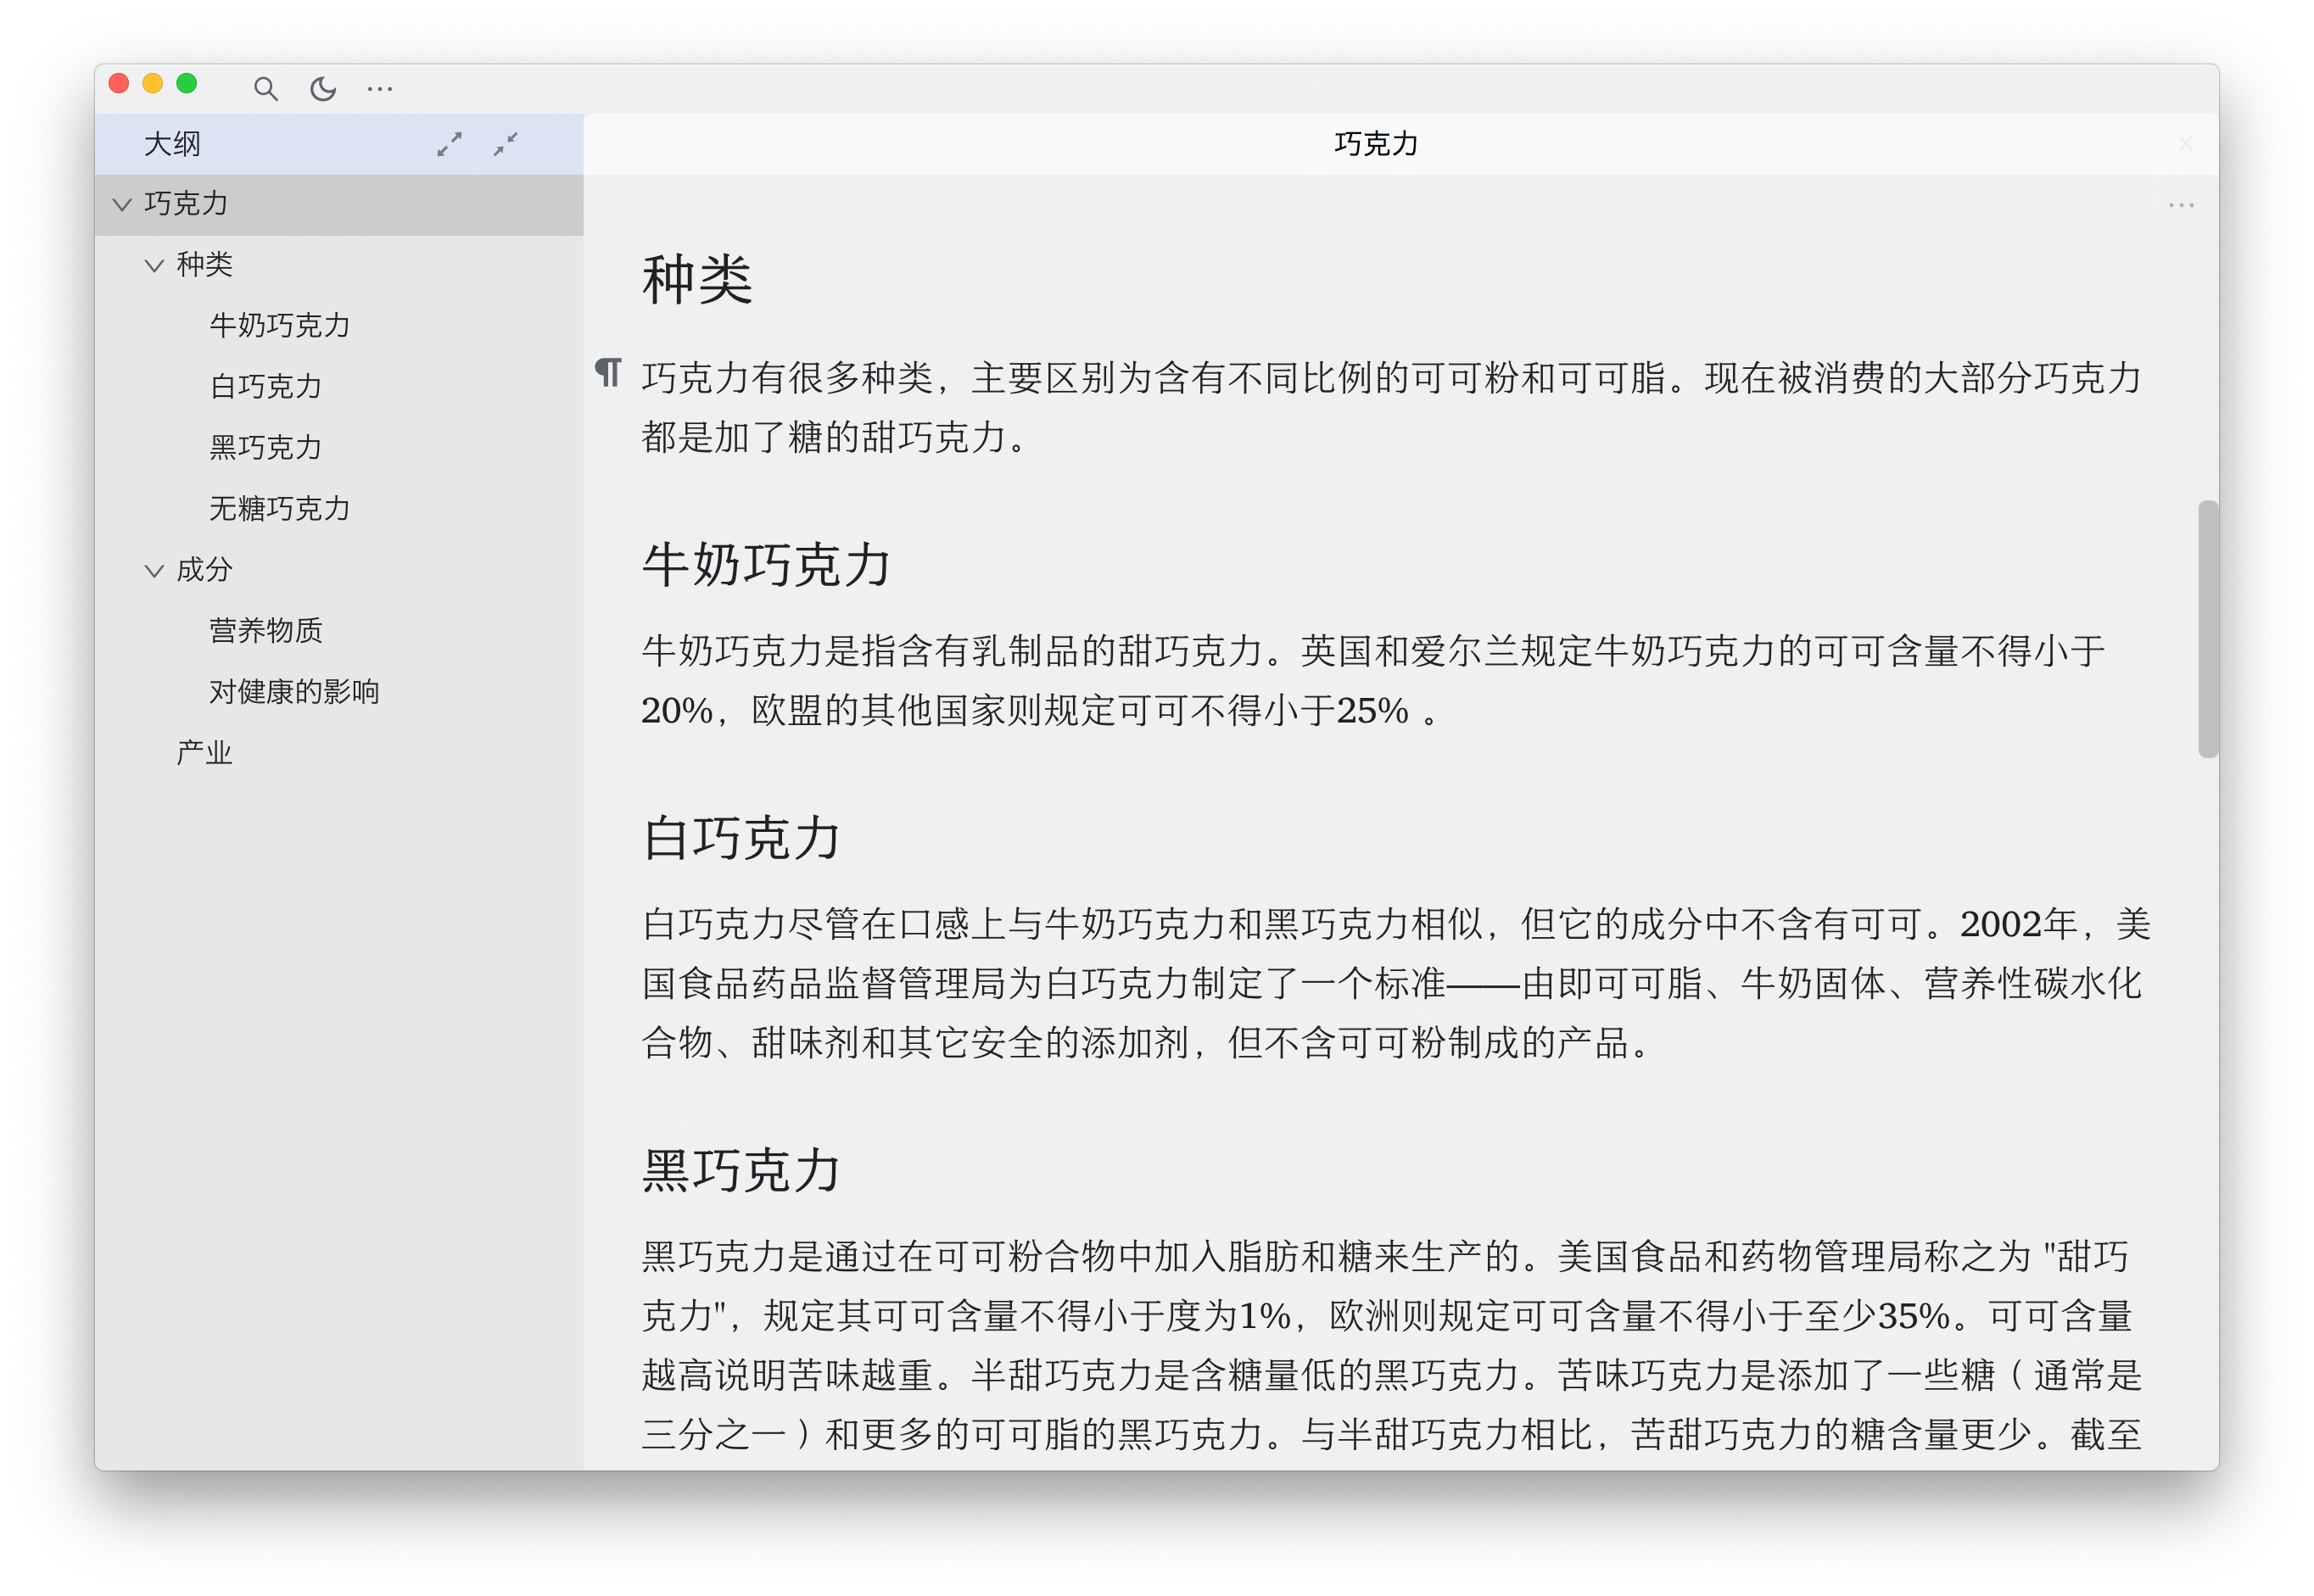 大纲
巧克力
种类
牛奶巧克力
白巧克力
黑巧克力
无糖巧克力
成分
营养物质
对健康的影响
产业
巧克力
种类
¶ 巧克力有很多种类，主要区别为含有不同比例的可可粉和可可脂。现在被消费的大部分巧克力
都是加了糖的甜巧克力。
牛奶巧克力
牛奶巧克力是指含有乳制品的甜巧克力。英国和爱尔兰规定牛奶巧克力的可可含量不得小于
20%，欧盟的其他国家则规定可可不得小于25% 。
白巧克力
白巧克力尽管在口感上与牛奶巧克力和黑巧克力相似，但它的成分中不含有可可。2002年，美
国食品药品监督管理局为白巧克力制定了一个标准——由即可可脂、牛奶固体、营养性碳水化
合物、甜味剂和其它安全的添加剂，但不含可可粉制成的产品。
黑巧克力
黑巧克力是通过在可可粉合物中加入脂肪和糖来生产的。美国食品和药物管理局称之为 "甜巧
克力"，规定其可可含量不得小于度为1%，欧洲则规定可可含量不得小于至少35%。可可含量
越高说明苦味越重。半甜巧克力是含糖量低的黑巧克力。苦味巧克力是添加了一些糖（通常是
三分之一）和更多的可可脂的黑巧克力。与半甜巧克力相比，苦甜巧克力的糖含量更少。截至